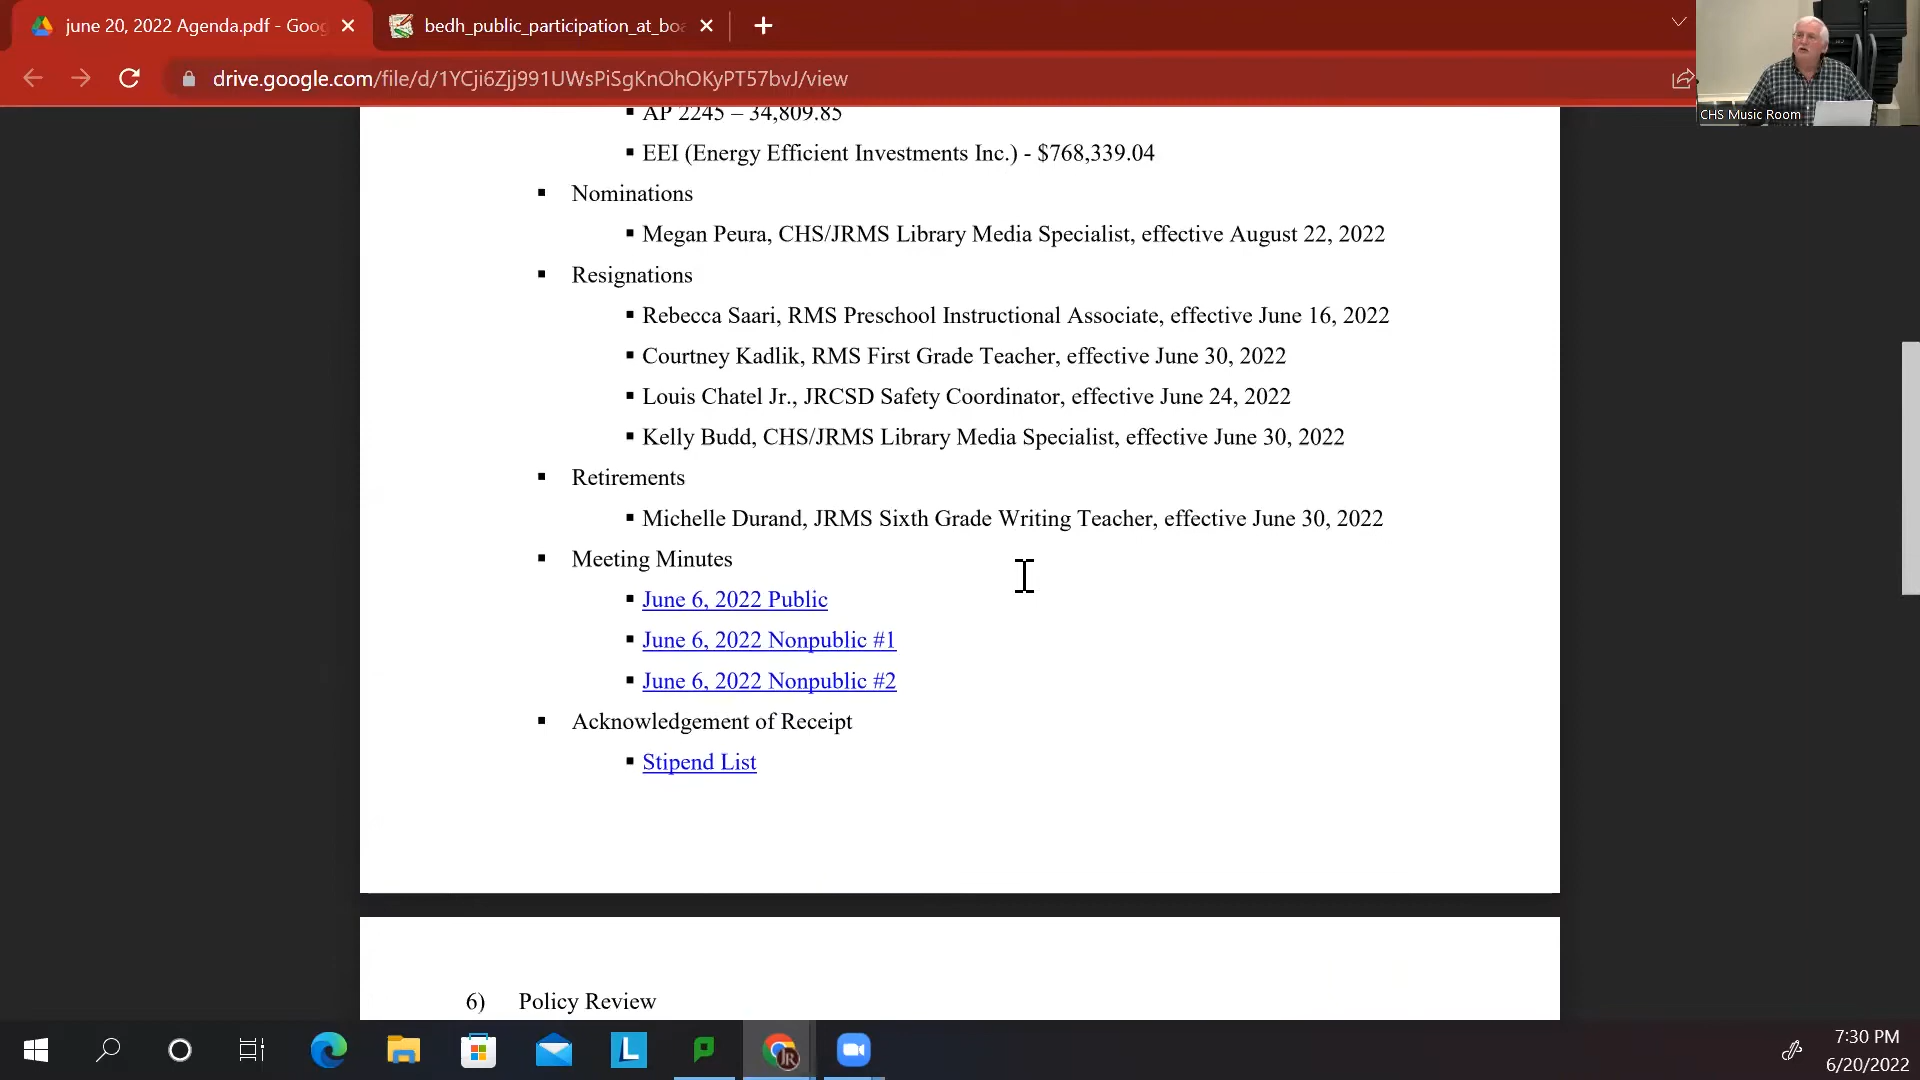 june 20, 2022 Agenda.pdf - Goo
bedh_public_participation_at_boa
drive.google.com/file/d/1YCji6Zjj991UWsPiSgKnOhOKyPT57bvJ/view
CHS Music Room
▪ AP 2245 – 34,809.85
▪ EEI (Energy Efficient Investments Inc.) - $768,339.04
▪ Nominations
▪ Megan Peura, CHS/JRMS Library Media Specialist, effective August 22, 2022
▪ Resignations
▪ Rebecca Saari, RMS Preschool Instructional Associate, effective June 16, 2022
▪ Courtney Kadlik, RMS First Grade Teacher, effective June 30, 2022
▪ Louis Chatel Jr., JRCSD Safety Coordinator, effective June 24, 2022
▪ Kelly Budd, CHS/JRMS Library Media Specialist, effective June 30, 2022
▪ Retirements
▪ Michelle Durand, JRMS Sixth Grade Writing Teacher, effective June 30, 2022
▪ Meeting Minutes
▪ June 6, 2022 Public
▪ June 6, 2022 Nonpublic #1
▪ June 6, 2022 Nonpublic #2
▪ Acknowledgement of Receipt
▪ Stipend List
6) Policy Review
L
JR
7:30 PM
6/20/2022